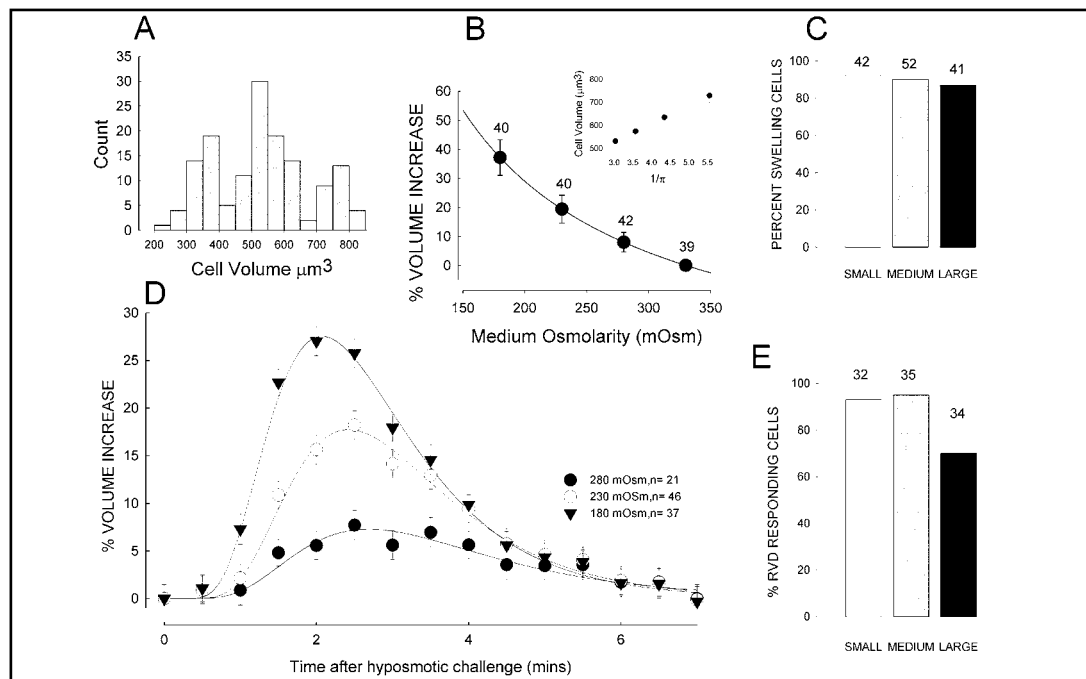 A
Count
35
30
25
20
15
10
5
0
200 300 400 500 600 700 800
Cell Volume μm3
B
% VOLUME INCREASE
60
50
40
30
20
10
0
40
40
42
39
150 200 250 300 350
Medium Osmolarity (mOsm)
Cell Volume (μm3)
800
700
600
500
3.0 3.5 4.0 4.5 5.0 5.5
1/π
C
PERCENT SWELLING CELLS
100
80
60
40
20
0
42 52 41
SMALL MEDIUM LARGE
D
% VOLUME INCREASE
30
25
20
15
10
5
0
280 mOsm,n= 21
230 mOSm,n= 46
180 mOsm,n= 37
0 2 4 6
Time after hyposmotic challenge (mins)
E
% RVD RESPONDING CELLS
100
80
60
40
20
0
32 35 34
SMALL MEDIUM LARGE